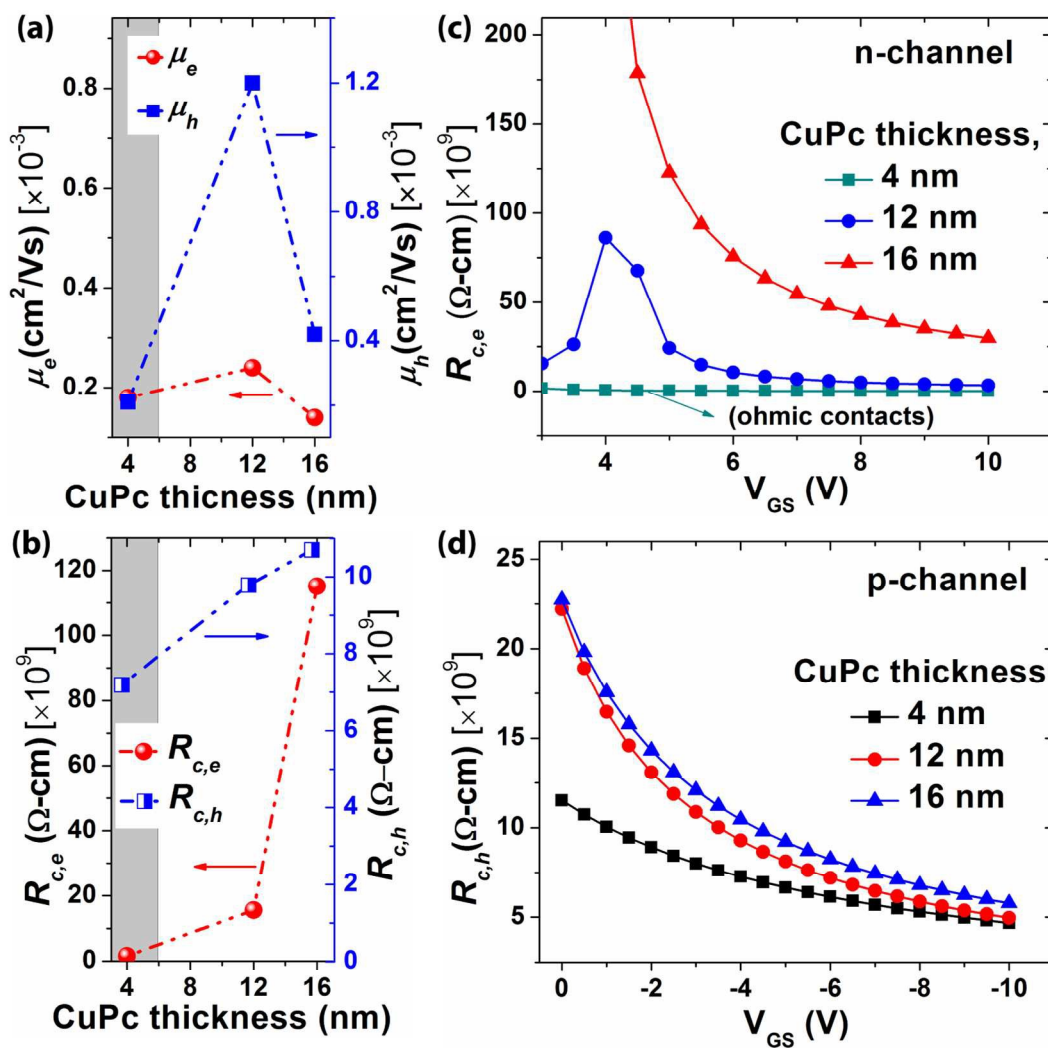 (a)
μe
μh
0.8
0.6
0.4
0.2
μe(cm²/Vs) [×10⁻³]
1.2
0.8
0.4
μh(cm²/Vs) [×10⁻³]
4 8 12 16
CuPc thicness (nm)
(c)
n-channel
CuPc thickness,
4 nm
12 nm
16 nm
(ohmic contacts)
200
150
100
50
0
Rc,e (Ω-cm) [×10⁹]
4 6 8 10
VGS (V)
(b)
Rc,e
Rc,h
120
100
80
60
40
20
0
Rc,e (Ω-cm) [×10⁹]
10
8
6
4
2
0
Rc,h (Ω–cm) [×10⁹]
4 8 12 16
CuPc thickness (nm)
(d)
p-channel
CuPc thickness
4 nm
12 nm
16 nm
25
20
15
10
5
Rc,h(Ω-cm) [×10⁹]
0 -2 -4 -6 -8 -10
VGS (V)